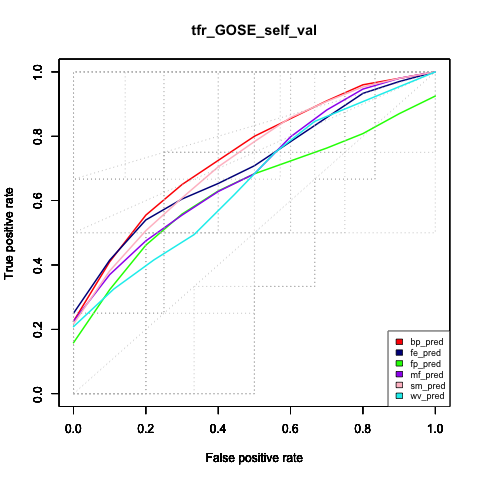 tfr_GOSE_self_val
True positive rate
1.0
0.8
0.6
0.4
0.2
0.0
bp_pred
fe_pred
fp_pred
mf_pred
sm_pred
wv_pred
0.0 0.2 0.4 0.6 0.8 1.0
False positive rate